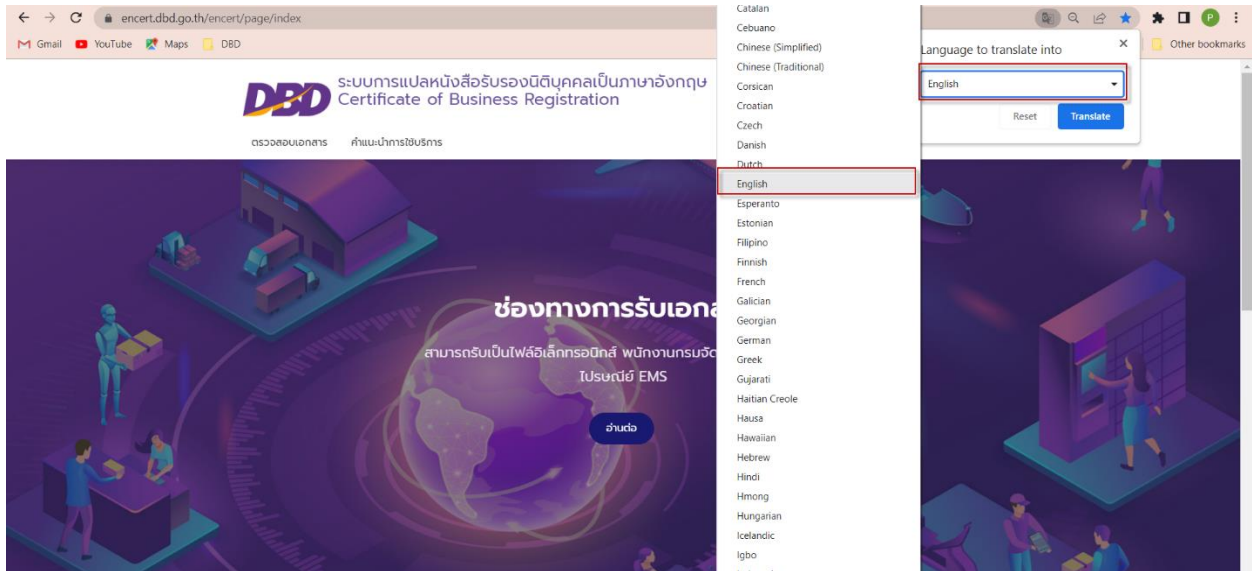 encert.dbd.go.th/encert/page/index
P
Gmail YouTube Maps DBD
Other bookmarks
DBD
ระบบการแปลหนังสือรับรองนิติบุคคลเป็นภาษาอังกฤษ
Certificate of Business Registration
ตรวจสอบเอกสาร คำแนะนำการใช้บริการ
ช่องทางการรับเอกส
สามารถรับเป็นไฟล์อิเล็กทรอนิกส์ พนักงานกรมจัด
ไปรษณีย์ EMS
อ่านต่อ
Catalan
Cebuano
Chinese (Simplified)
Chinese (Traditional)
Corsican
Croatian
Czech
Danish
Dutch
English
Esperanto
Estonian
Filipino
Finnish
French
Galician
Georgian
German
Greek
Gujarati
Haitian Creole
Hausa
Hawaiian
Hebrew
Hindi
Hmong
Hungarian
Icelandic
Igbo
Language to translate into
English
Reset Translate